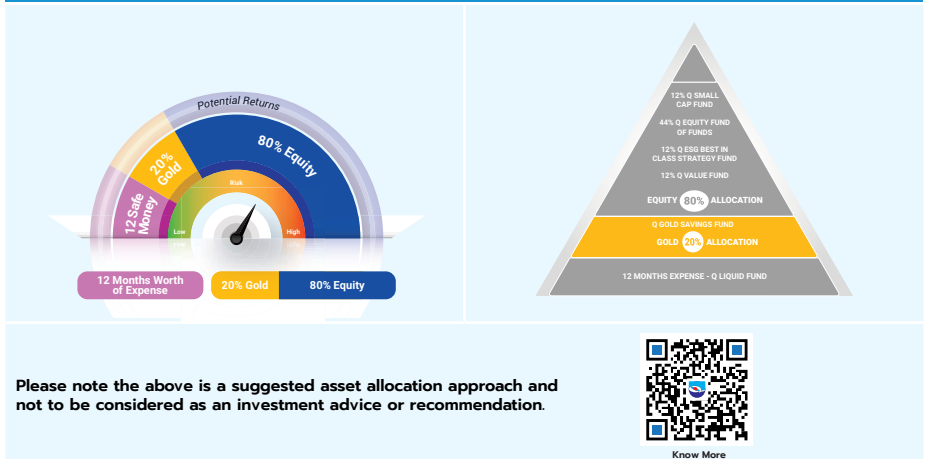 Potential Returns
80% Equity
20%
Gold
12 Safe
Money
Risk
Low
High
12 Months Worth
of Expense
20% Gold
80% Equity
12% Q SMALL
CAP FUND
44% Q EQUITY FUND
OF FUNDS
12% Q ESG BEST IN
CLASS STRATEGY FUND
12% Q VALUE FUND
EQUITY 80% ALLOCATION
Q GOLD SAVINGS FUND
GOLD 20% ALLOCATION
12 MONTHS EXPENSE - Q LIQUID FUND
Please note the above is a suggested asset allocation approach and
not to be considered as an investment advice or recommendation.
Know More